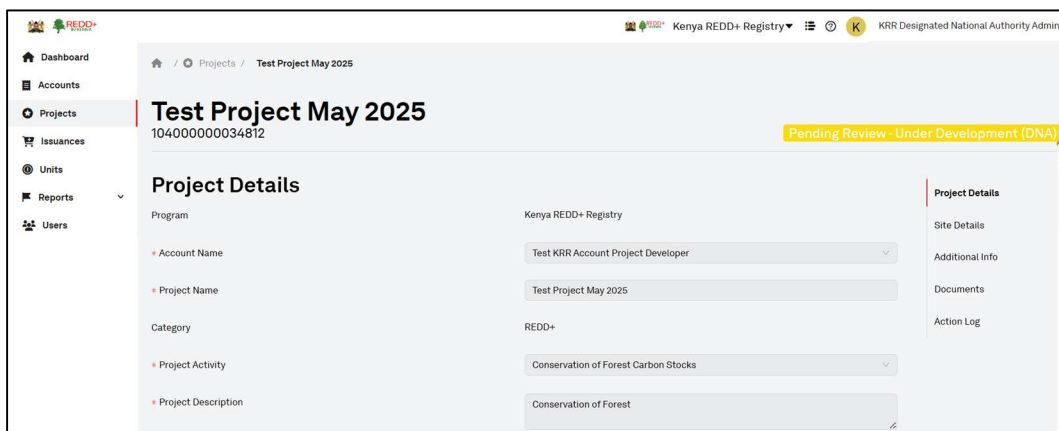 REDD+
REDD+
Kenya REDD+ Registry
K
KRR Designated National Authority Admin
Dashboard
Accounts
Projects
Issuances
Units
Reports
Users
/ Projects / Test Project May 2025
Test Project May 2025
104000000034812
Pending Review - Under Development (DNA)
Project Details
Program
Kenya REDD+ Registry
* Account Name
Test KRR Account Project Developer
* Project Name
Test Project May 2025
Category
REDD+
* Project Activity
Conservation of Forest Carbon Stocks
* Project Description
Conservation of Forest
Project Details
Site Details
Additional Info
Documents
Action Log